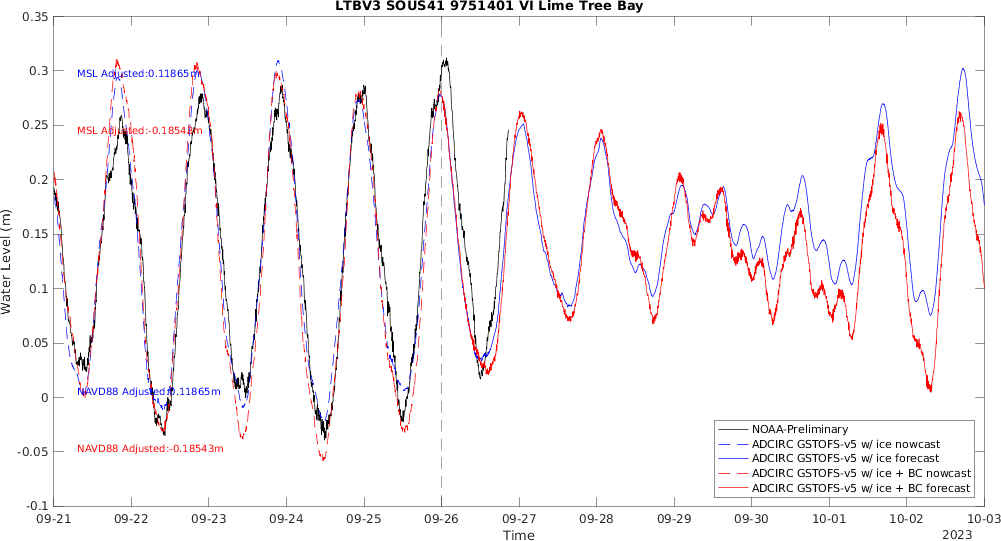 LTBV3 SOUS41 9751401 VI Lime Tree Bay
0.35
0.3
0.25
0.2
0.15
0.1
0.05
0
-0.05
-0.1
Water Level (m)
MSL Adjusted:0.11865m
MSL Adjusted:-0.18543m
NAVD88 Adjusted:0.11865m
NAVD88 Adjusted:-0.18543m
NOAA-Preliminary
ADCIRC GSTOFS-v5 w/ ice nowcast
ADCIRC GSTOFS-v5 w/ ice forecast
ADCIRC GSTOFS-v5 w/ ice + BC nowcast
ADCIRC GSTOFS-v5 w/ ice + BC forecast
09-21 09-22 09-23 09-24 09-25 09-26 09-27 09-28 09-29 09-30 10-01 10-02 10-03
Time
2023